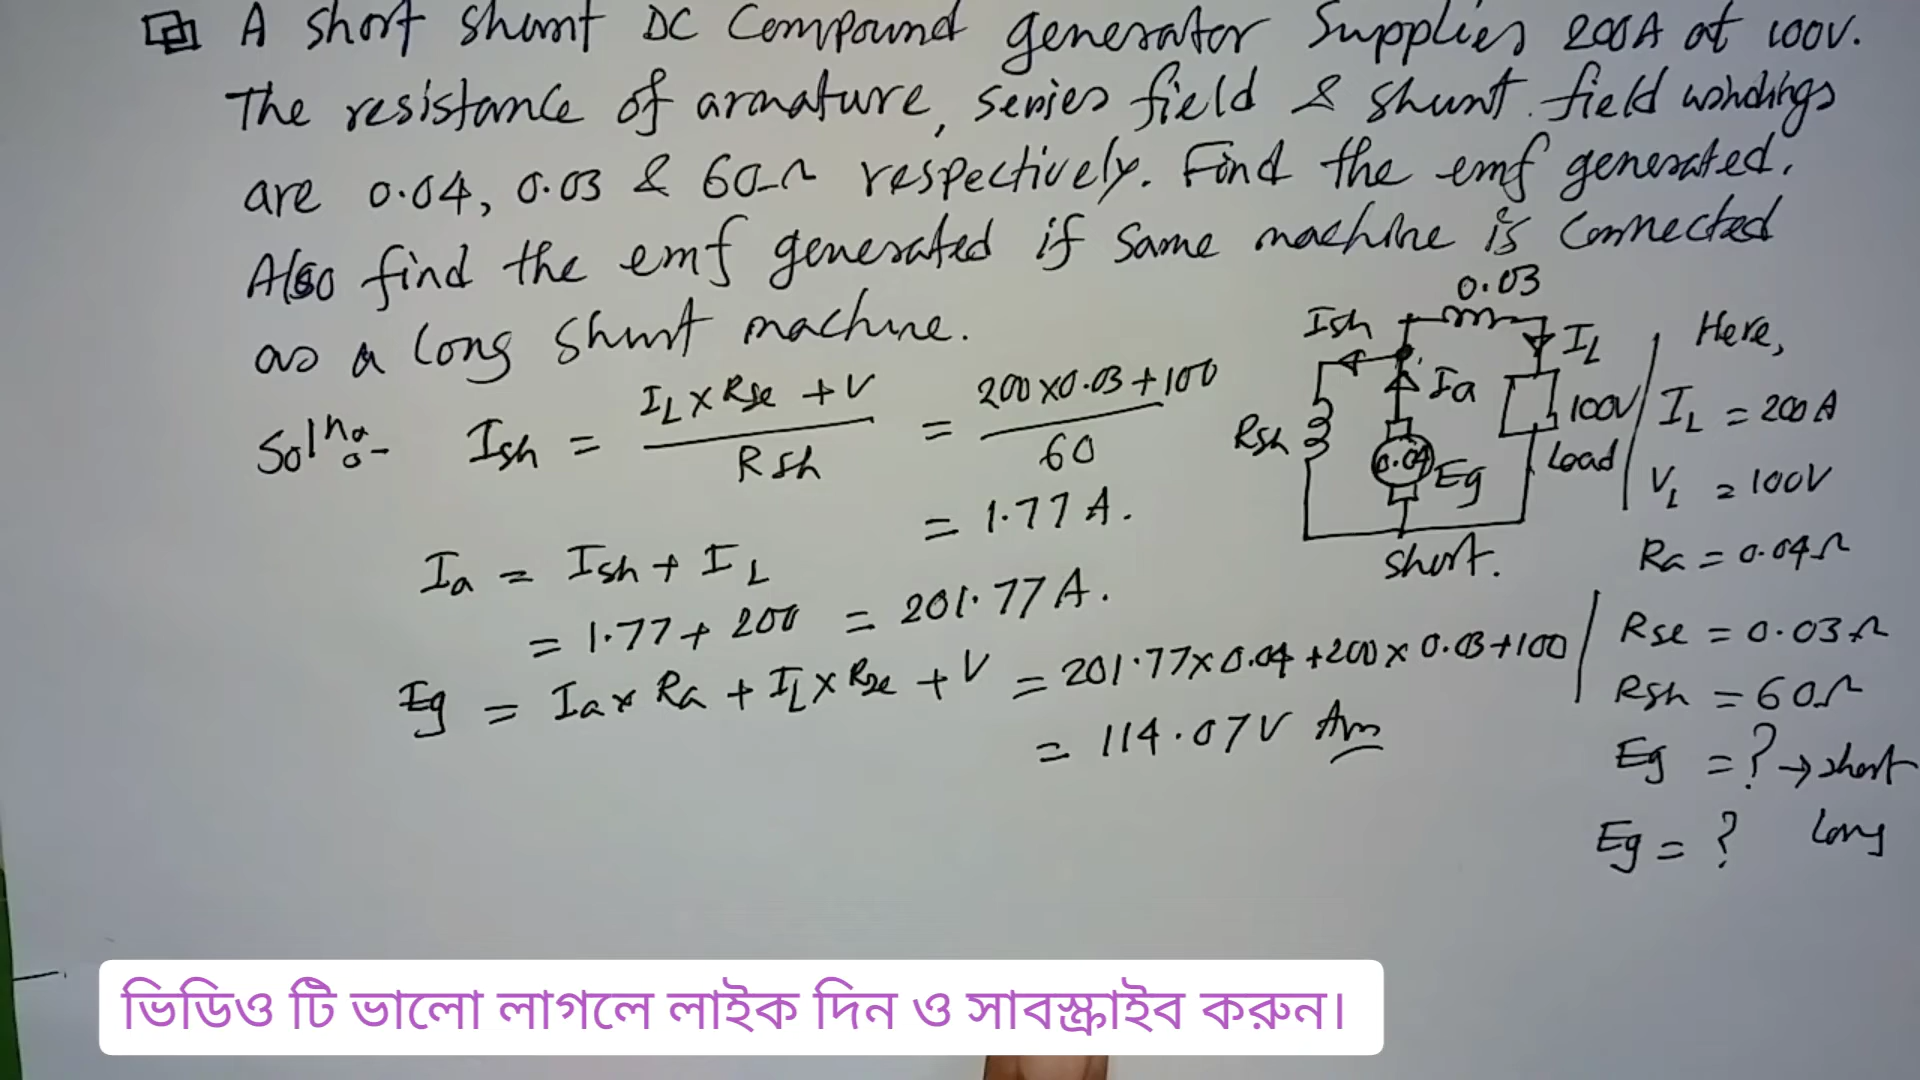 A short shunt DC Compound generator Supplies 200A at 100V.
The resistance of armature, series field & shunt field windings
are 0.04, 0.03 & 60Ω respectively. Find the emf generated.
Also find the emf generated if same machine is connected
as a long shunt machine.
Solnº:- Ish = IL×Rse +V / Rsh = 200×0.03+100 / 60
= 1.77 A.
Ia = Ish + IL
= 1.77 + 200 = 201.77 A.
Eg = Ia × Ra + IL×Rse + V = 201.77×0.04+200×0.03+100
= 114.07V Ans
0.03
Ish
IL
Ia
Rsh
0.04
Eg
100V
Load
short.
Here,
IL = 200 A
VL = 100V
Ra = 0.04Ω
Rse = 0.03Ω
Rsh = 60Ω
Eg = ? → short
Eg = ? Long
ভিডিও টি ভালো লাগলে লাইক দিন ও সাবস্ক্রাইব করুন।